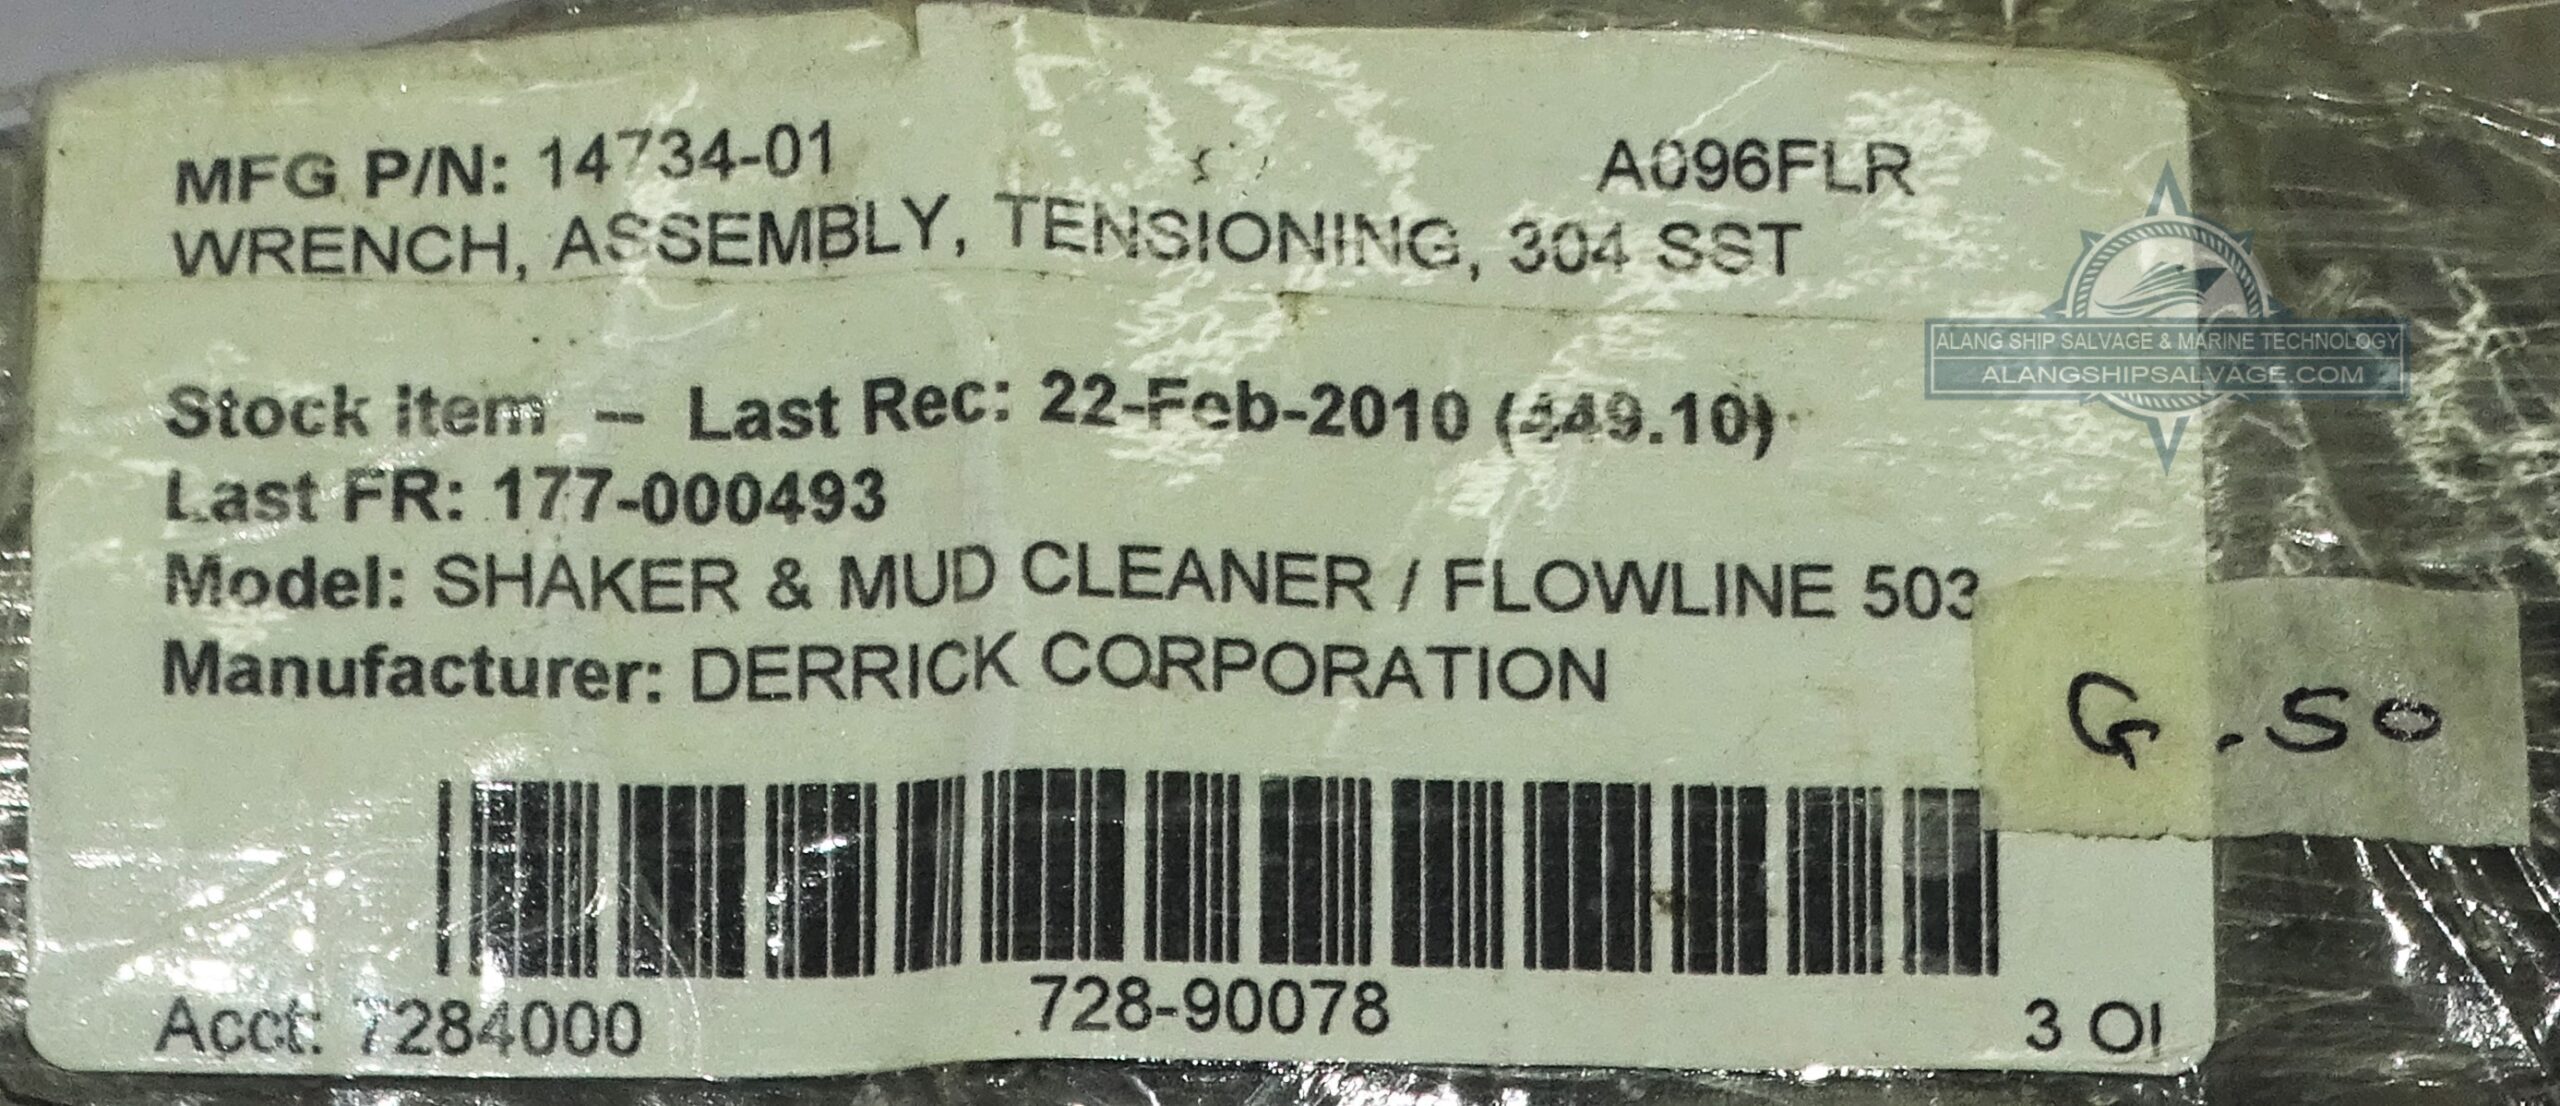 MFG P/N: 14734-01 A096FLR
WRENCH, ASSEMBLY, TENSIONING, 304 SST
Stock item -- Last Rec: 22-Feb-2010 (449.10)
Last FR: 177-000493
Model: SHAKER & MUD CLEANER / FLOWLINE 503
Manufacturer: DERRICK CORPORATION
G.50
Acct: 7284000 728-90078 3 OI
ALANG SHIP SALVAGE & MARINE TECHNOLOGY
ALANGSHIPSALVAGE.COM